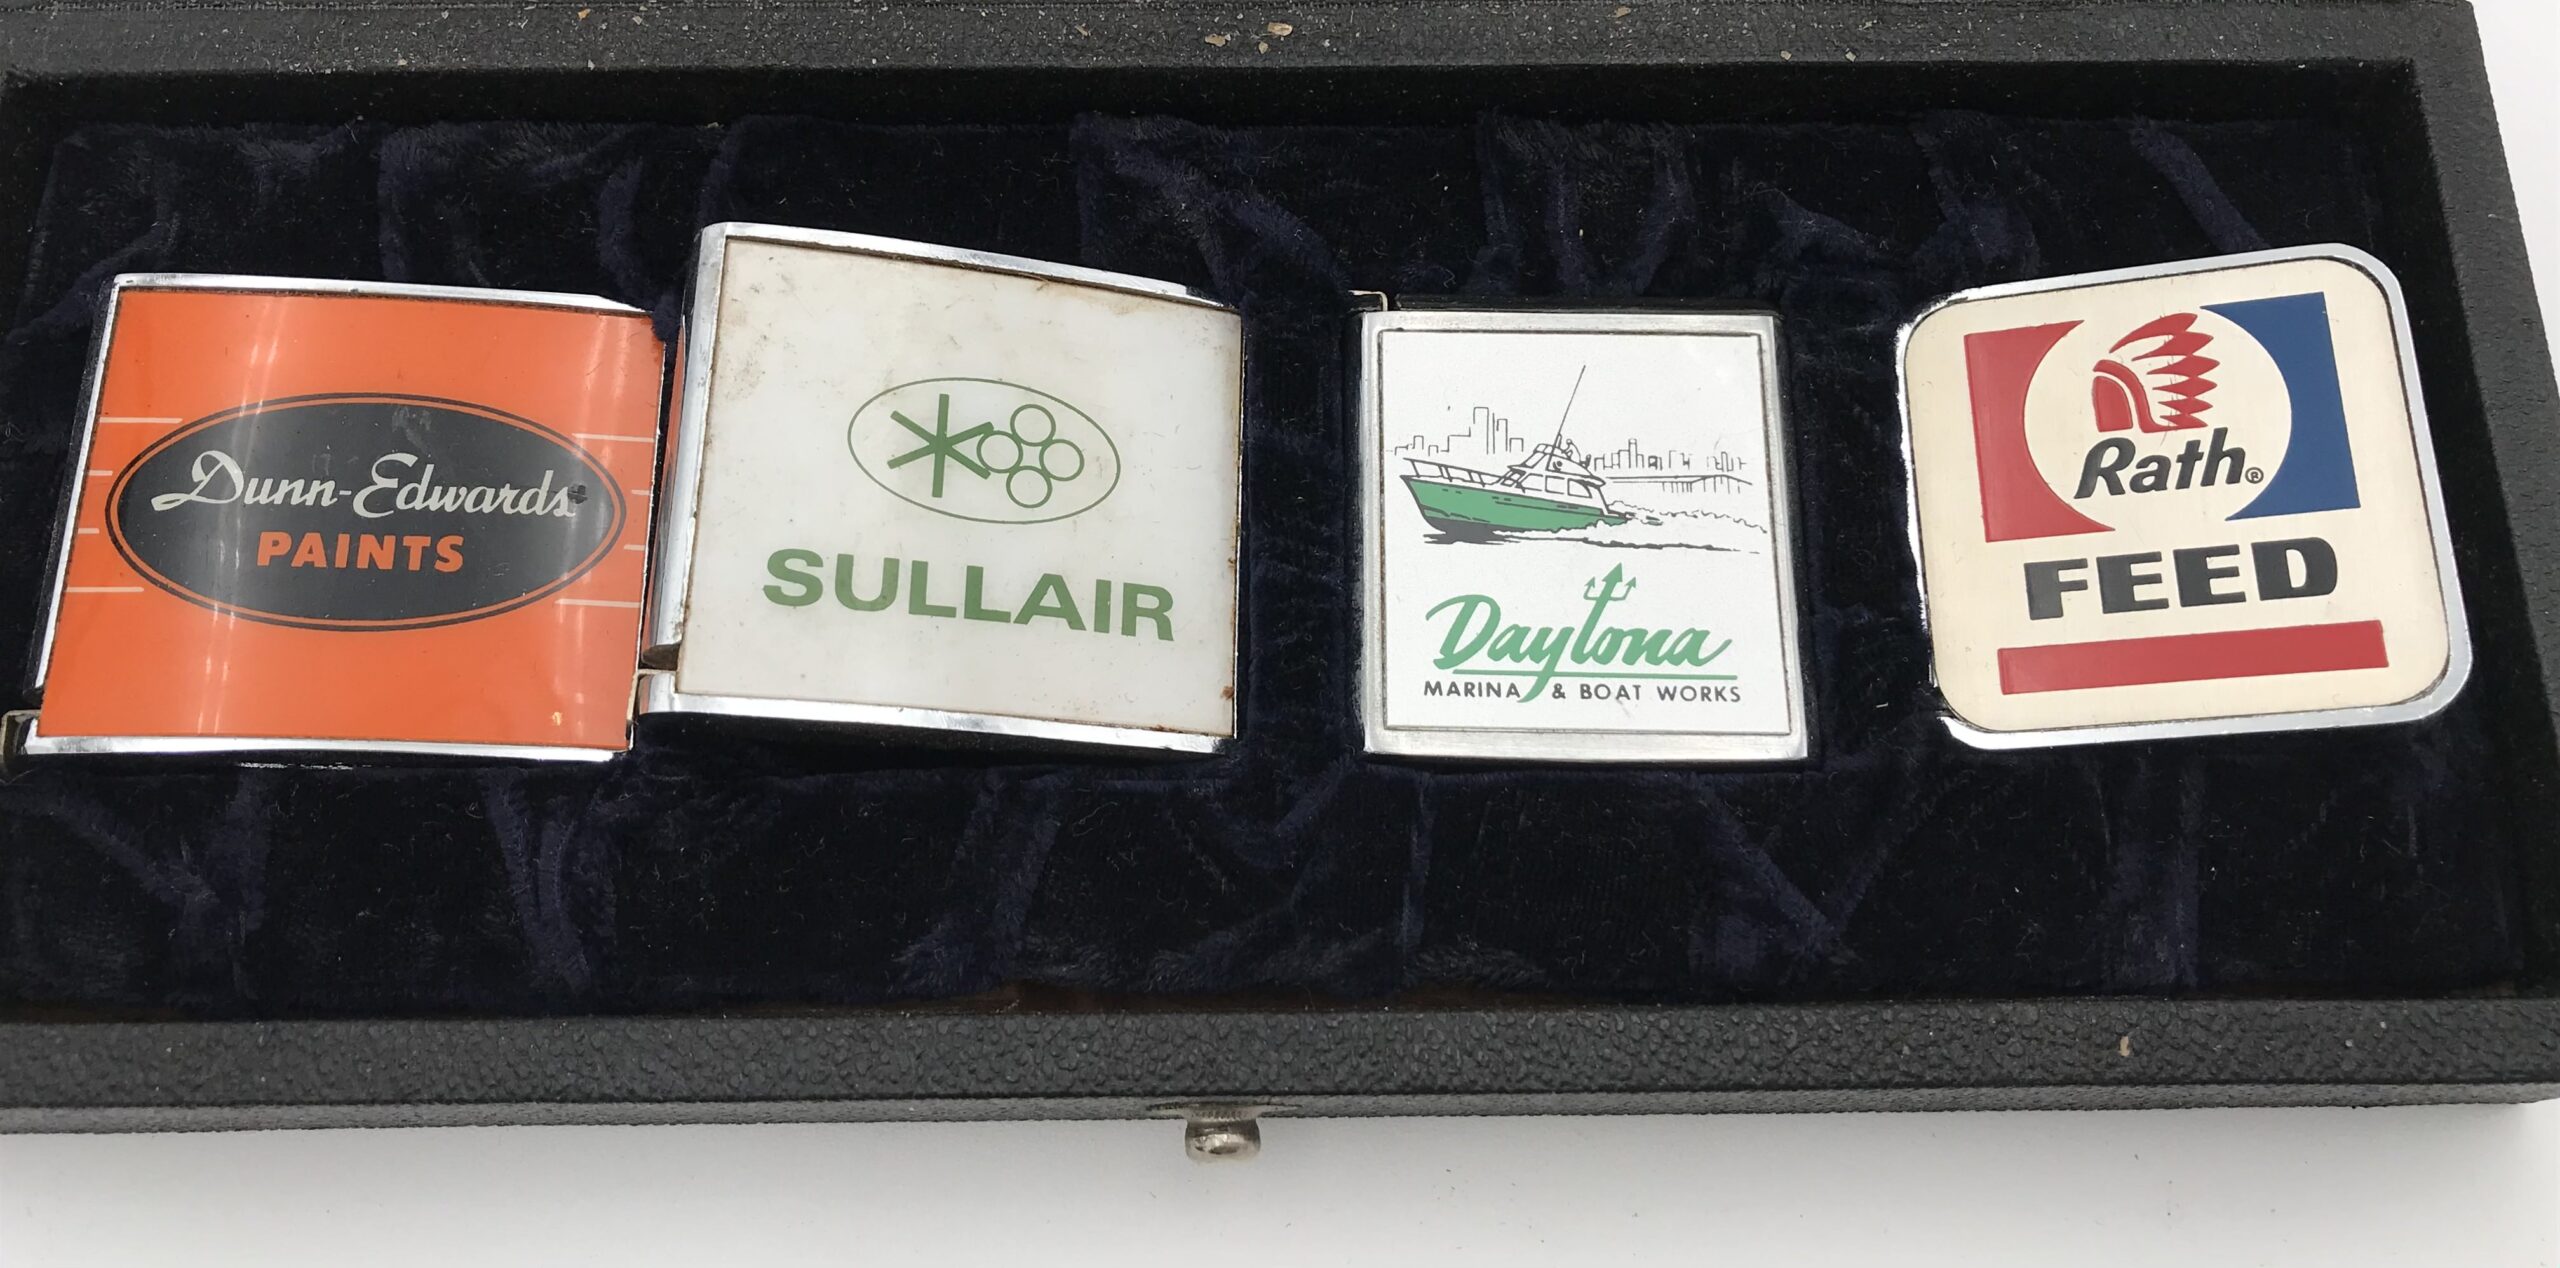 Dunn-Edwards
PAINTS
SULLAIR
Daytona
MARINA & BOAT WORKS
Rath®
FEED